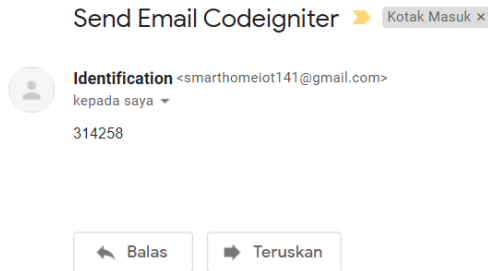 Send Email Codeigniter Kotak Masuk ×
Identification <smarthomeiot141@gmail.com>
kepada saya
314258
Balas Teruskan